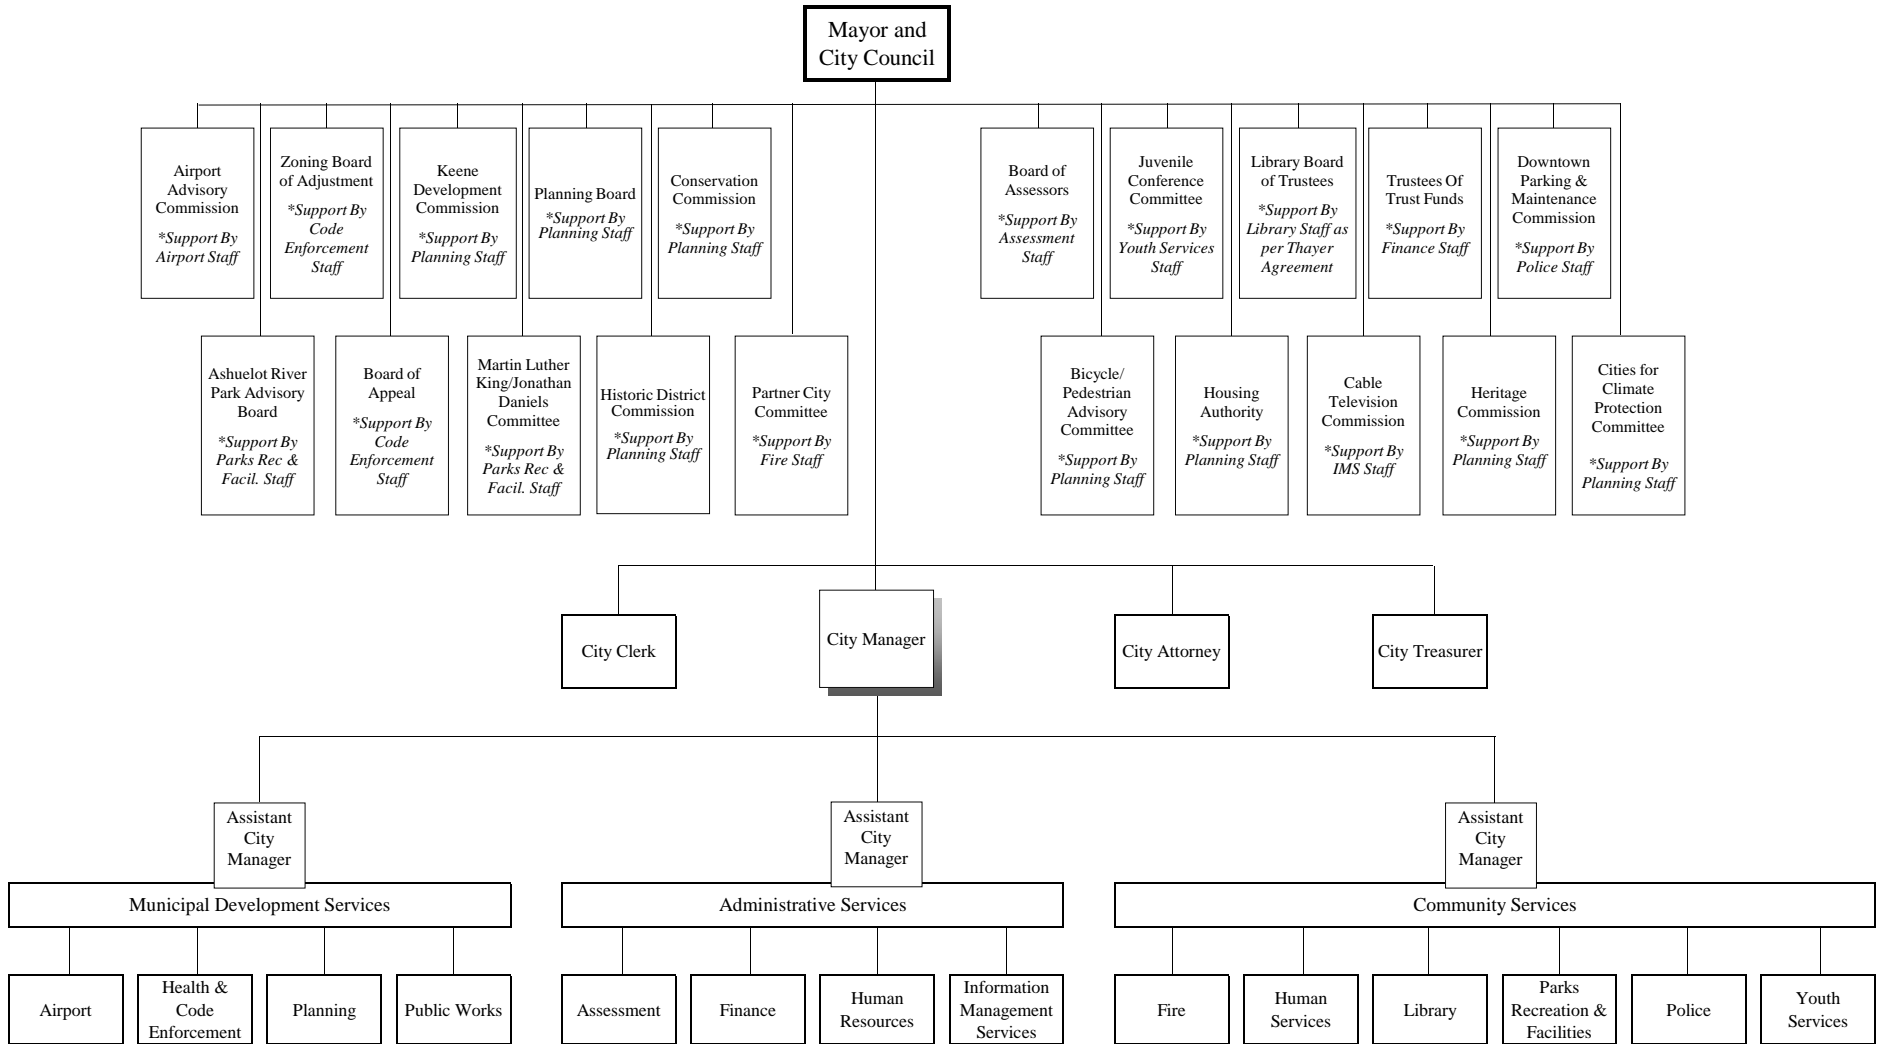 Mayor and
City Council
Airport
Advisory
Commission
*Support By
Airport Staff
Zoning Board
of Adjustment
*Support By
Code
Enforcement
Staff
Keene
Development
Commission
*Support By
Planning Staff
Planning Board
*Support By
Planning Staff
Conservation
Commission
*Support By
Planning Staff
Board of
Assessors
*Support By
Assessment
Staff
Juvenile
Conference
Committee
*Support By
Youth Services
Staff
Library Board
of Trustees
*Support By
Library Staff as
per Thayer
Agreement
Trustees Of
Trust Funds
*Support By
Finance Staff
Downtown
Parking &
Maintenance
Commission
*Support By
Police Staff
Ashuelot River
Park Advisory
Board
*Support By
Parks Rec &
Facil. Staff
Board of
Appeal
*Support By
Code
Enforcement
Staff
Martin Luther
King/Jonathan
Daniels
Committee
*Support By
Parks Rec &
Facil. Staff
Historic District
Commission
*Support By
Planning Staff
Partner City
Committee
*Support By
Fire Staff
Bicycle/
Pedestrian
Advisory
Committee
*Support By
Planning Staff
Housing
Authority
*Support By
Planning Staff
Cable
Television
Commission
*Support By
IMS Staff
Heritage
Commission
*Support By
Planning Staff
Cities for
Climate
Protection
Committee
*Support By
Planning Staff
City Clerk
City Manager
City Attorney
City Treasurer
Assistant
City
Manager
Municipal Development Services
Airport
Health &
Code
Enforcement
Planning
Public Works
Assistant
City
Manager
Administrative Services
Assessment
Finance
Human
Resources
Information
Management
Services
Assistant
City
Manager
Community Services
Fire
Human
Services
Library
Parks
Recreation &
Facilities
Police
Youth
Services